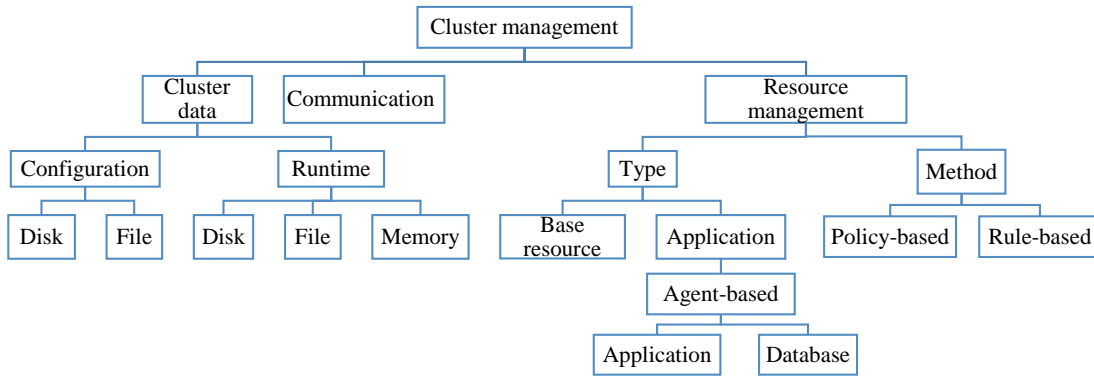 Cluster management
Cluster
data
Communication
Resource
management
Configuration
Runtime
Type
Method
Disk
File
Disk
File
Memory
Base
resource
Application
Policy-based
Rule-based
Agent-based
Application
Database